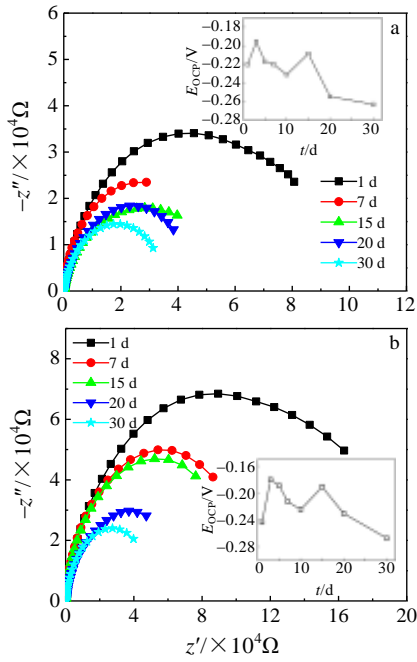 a
−0.18
−0.20
−0.22
−0.24
−0.26
−0.28
E_OCP/V
0 10 20 30
t/d
6
5
4
3
2
1
0
−z″/×10⁴Ω
1 d
7 d
15 d
20 d
30 d
0 2 4 6 8 10 12
b
1 d
7 d
15 d
20 d
30 d
−0.16
−0.20
−0.24
−0.28
E_OCP/V
0 10 20 30
t/d
8
6
4
2
0
−z″/×10⁴Ω
0 4 8 12 16 20
z′/×10⁴Ω